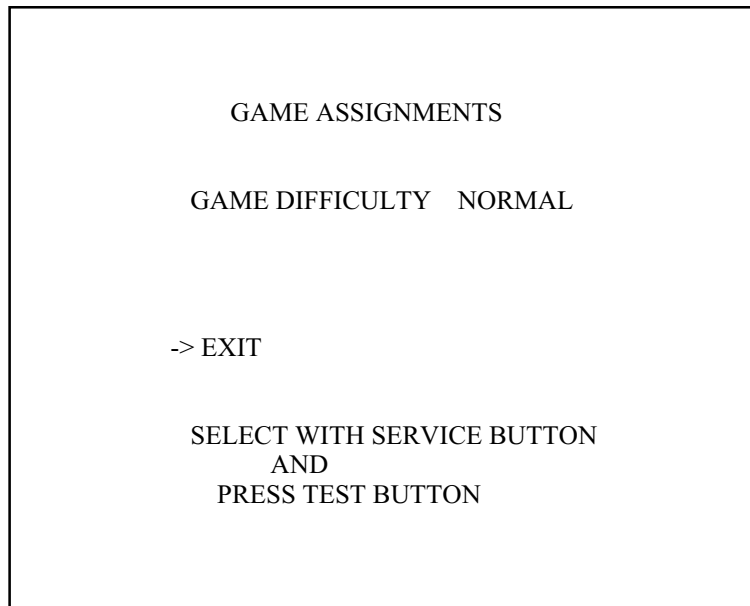 GAME ASSIGNMENTS
GAME DIFFICULTY NORMAL
-> EXIT
SELECT WITH SERVICE BUTTON
AND
PRESS TEST BUTTON